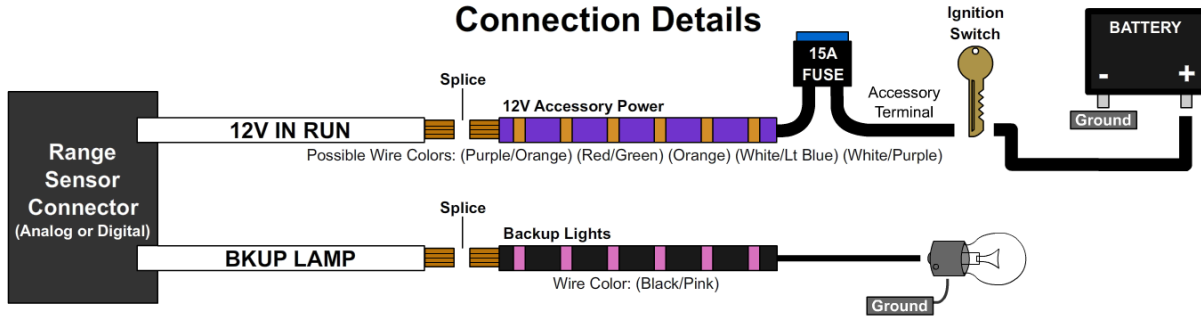 Connection Details
Ignition
Switch
BATTERY
- +
15A
FUSE
Splice
12V Accessory Power
Accessory
Terminal
Ground
12V IN RUN
Possible Wire Colors: (Purple/Orange) (Red/Green) (Orange) (White/Lt Blue) (White/Purple)
Range
Sensor
Connector
(Analog or Digital)
Splice
Backup Lights
BKUP LAMP
Wire Color: (Black/Pink)
Ground